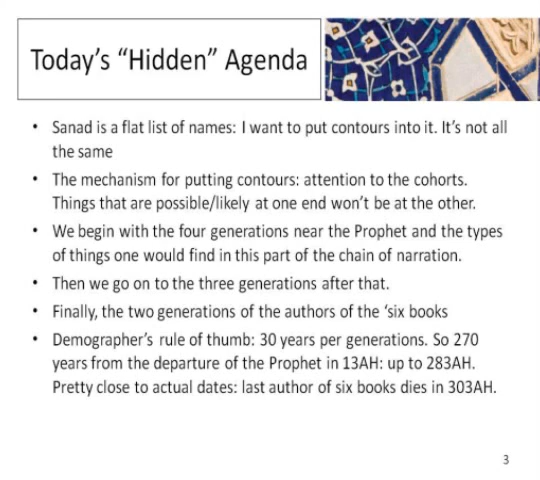 Today’s “Hidden” Agenda
• Sanad is a flat list of names: I want to put contours into it. It’s not all
the same
• The mechanism for putting contours: attention to the cohorts.
Things that are possible/likely at one end won’t be at the other.
• We begin with the four generations near the Prophet and the types
of things one would find in this part of the chain of narration.
• Then we go on to the three generations after that.
• Finally, the two generations of the authors of the ‘six books
• Demographer’s rule of thumb: 30 years per generations. So 270
years from the departure of the Prophet in 13AH: up to 283AH.
Pretty close to actual dates: last author of six books dies in 303AH.
3